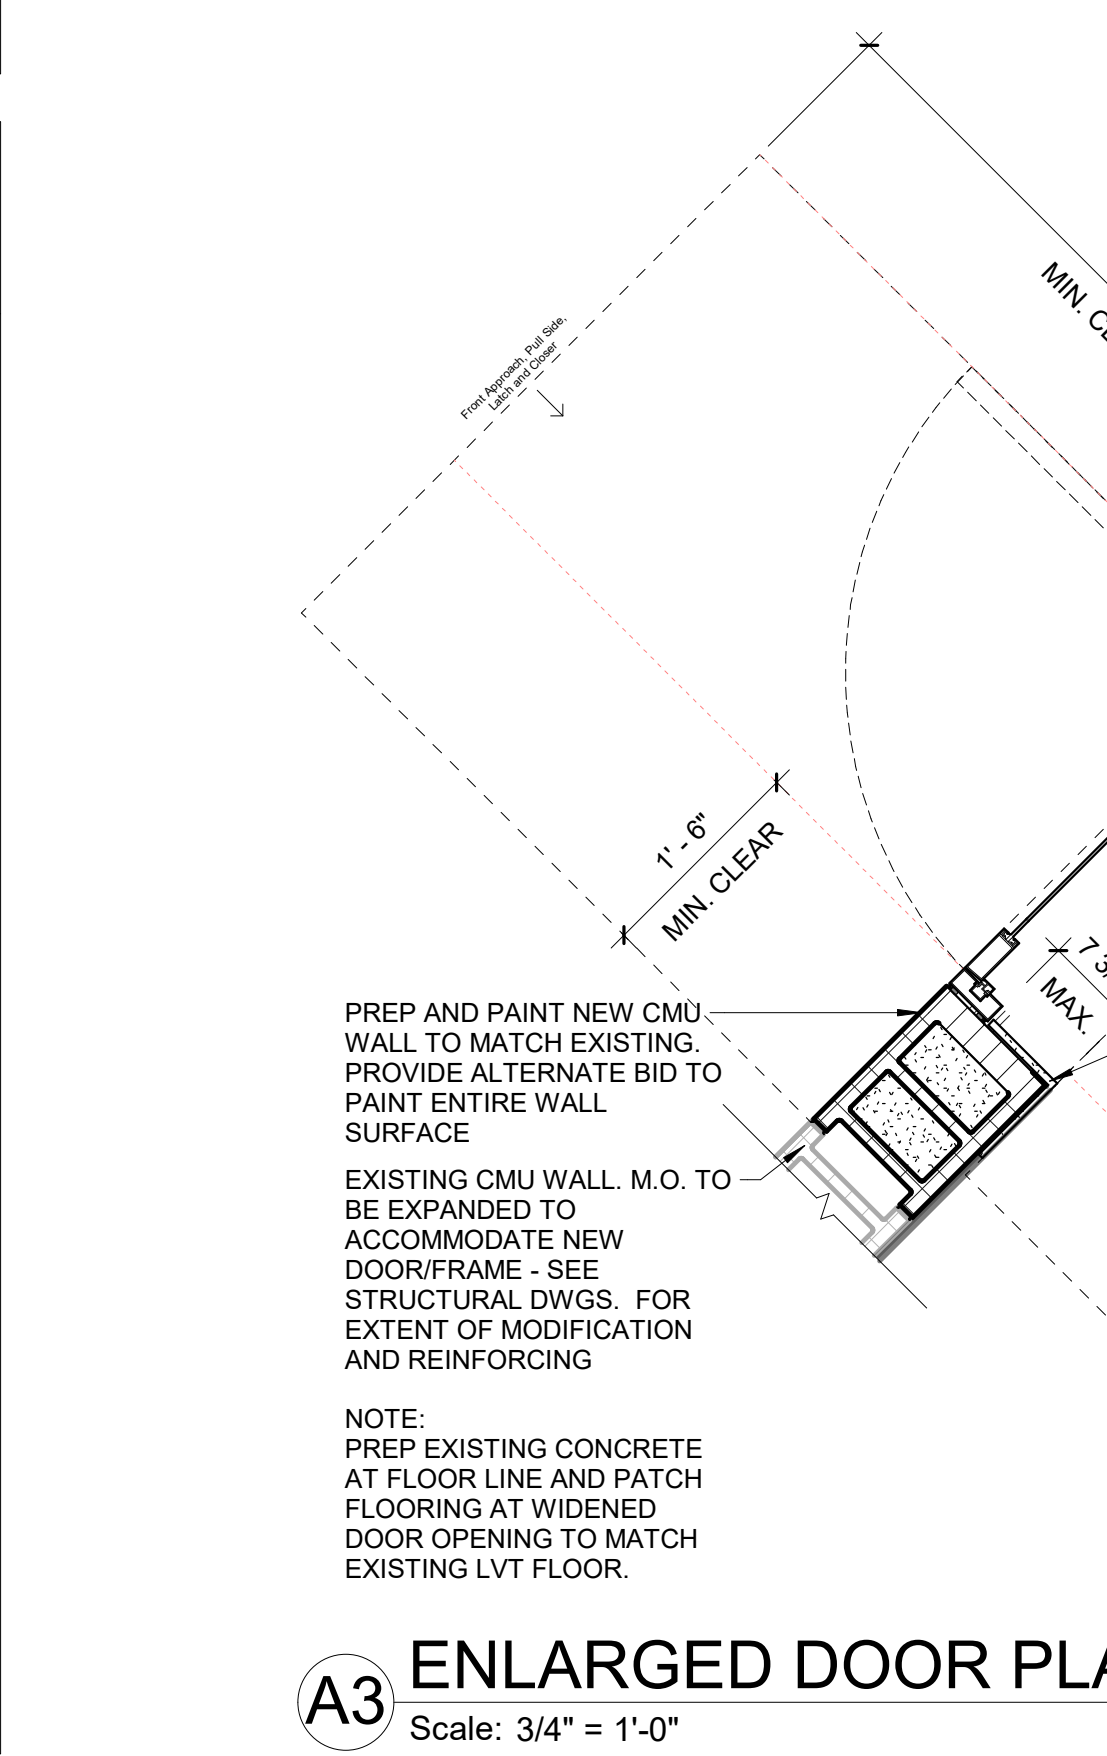 MIN.
Front Approach, Pull Side,
Latch and Closer
1' - 6"
MIN. CLEAR
MAX.
PREP AND PAINT NEW CMU
WALL TO MATCH EXISTING.
PROVIDE ALTERNATE BID TO
PAINT ENTIRE WALL
SURFACE
EXISTING CMU WALL. M.O. TO
BE EXPANDED TO
ACCOMMODATE NEW
DOOR/FRAME - SEE
STRUCTURAL DWGS.  FOR
EXTENT OF MODIFICATION
AND REINFORCING
NOTE:
PREP EXISTING CONCRETE
AT FLOOR LINE AND PATCH
FLOORING AT WIDENED
DOOR OPENING TO MATCH
EXISTING LVT FLOOR.
A3
ENLARGED DOOR PLA
Scale: 3/4" = 1'-0"